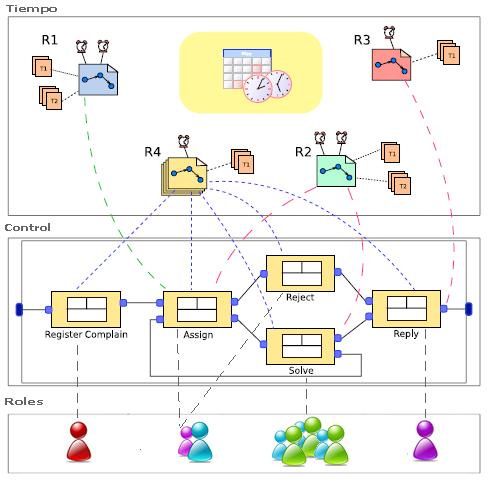 Tiempo
R1
R3
T1
T1
T2
R4
R2
T1
T1
T2
Control
Register Complain
Assign
Reject
Solve
Reply
Roles